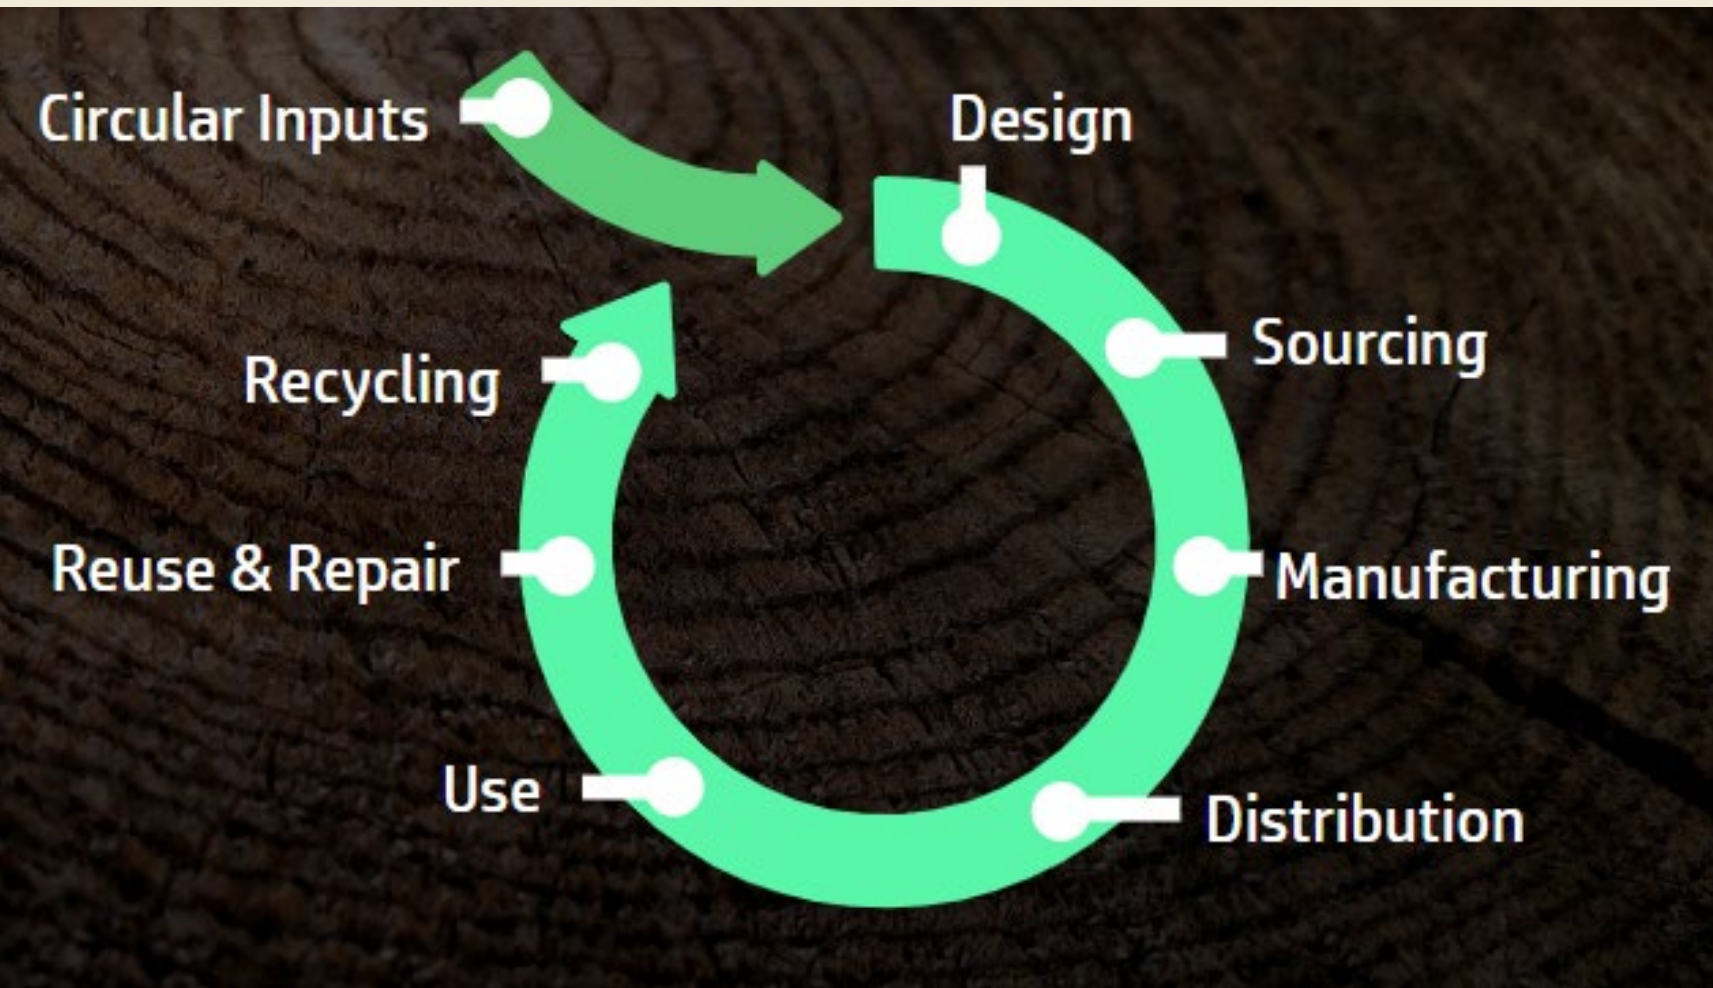 Circular Inputs
Design
Sourcing
Manufacturing
Distribution
Use
Reuse & Repair
Recycling